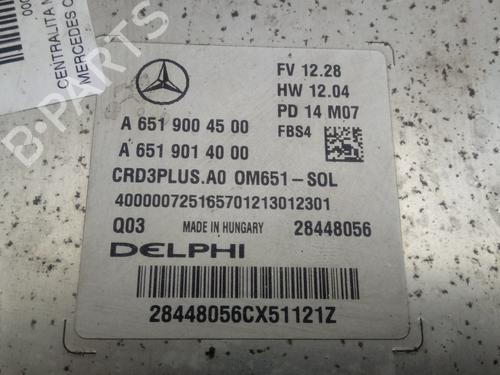 000
CENTRALITA M
MERCEDES C
B-PARTS
FV 12.28
HW 12.04
PD 14 M07
FBS4
A 651 900 45 00
A 651 901 40 00
CRD3PLUS.A0 OM651-SOL
40000072516570121301​2301
Q03 MADE IN HUNGARY 28448056
DELPHI
28448056CX51121Z